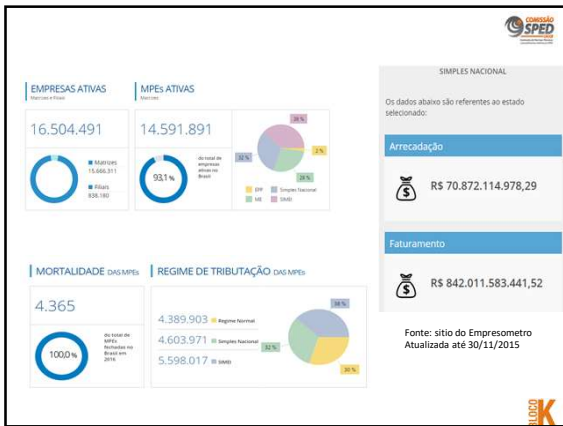 COMISSÃO
SPED
EMPRESAS ATIVAS
Matrizes e Filiais
16.504.491
Matrizes
15.666.311
Filiais
838.180
MPEs ATIVAS
Matrizes
14.591.891
93,1 %
do total de
empresas
ativas no
Brasil
28 %
2 %
32 %
28 %
EPP
Simples Nacional
ME
SIMEI
SIMPLES NACIONAL
Os dados abaixo são referentes ao estado
selecionado:
Arrecadação
R$ 70.872.114.978,29
Faturamento
R$ 842.011.583.441,52
MORTALIDADE DAS MPEs
4.365
100,0 %
do total de
MPEs
fechadas no
Brasil em
2016
REGIME DE TRIBUTAÇÃO DAS MPEs
4.389.903 Regime Normal
4.603.971 Simples Nacional
5.598.017 SIMEI
38 %
32 %
30 %
Fonte: sitio do Empresometro
Atualizada até 30/11/2015
BLOCO
K